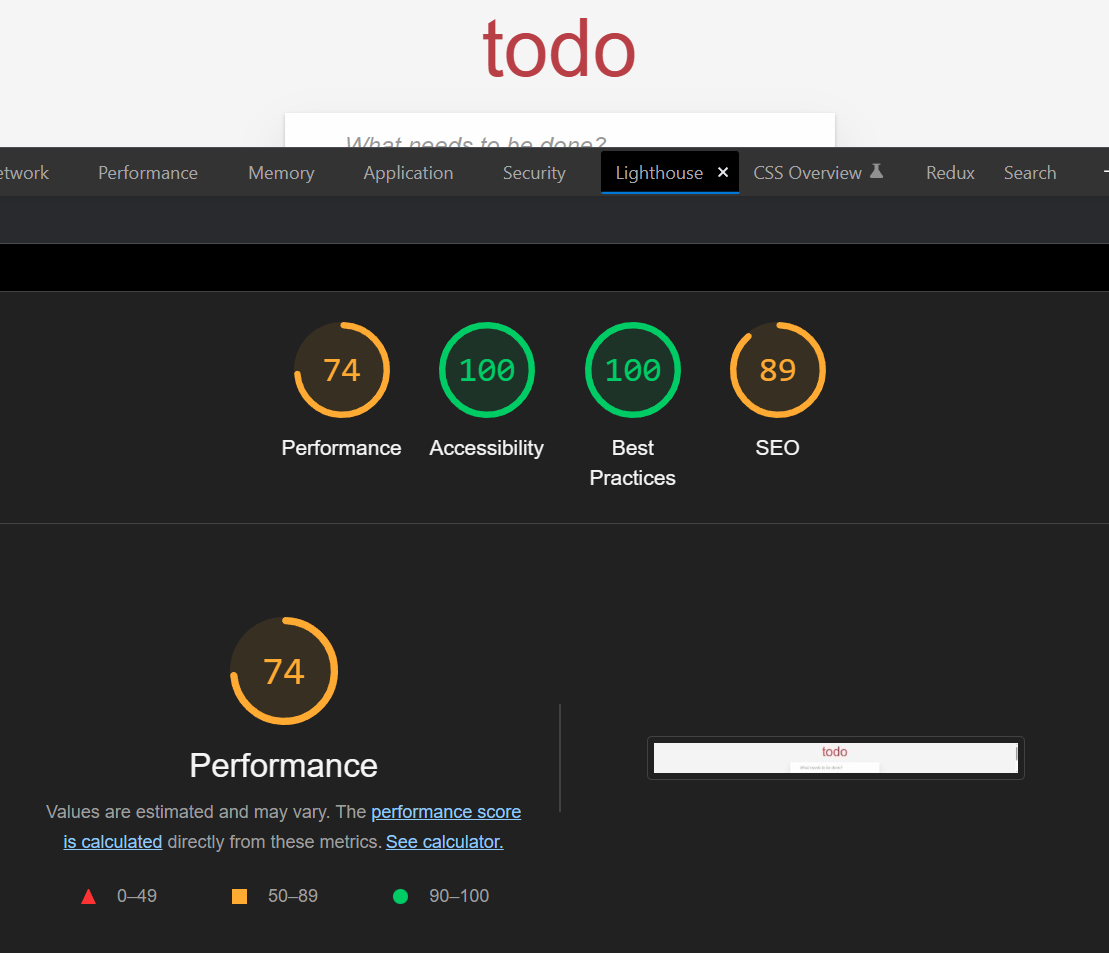 todo
What needs to be done?
etwork Performance Memory Application Security Lighthouse × CSS Overview Redux Search
74 100 100 89
Performance Accessibility Best Practices SEO
74
Performance
Values are estimated and may vary. The performance score
is calculated directly from these metrics. See calculator.
0–49 50–89 90–100
todo
What needs to be done?